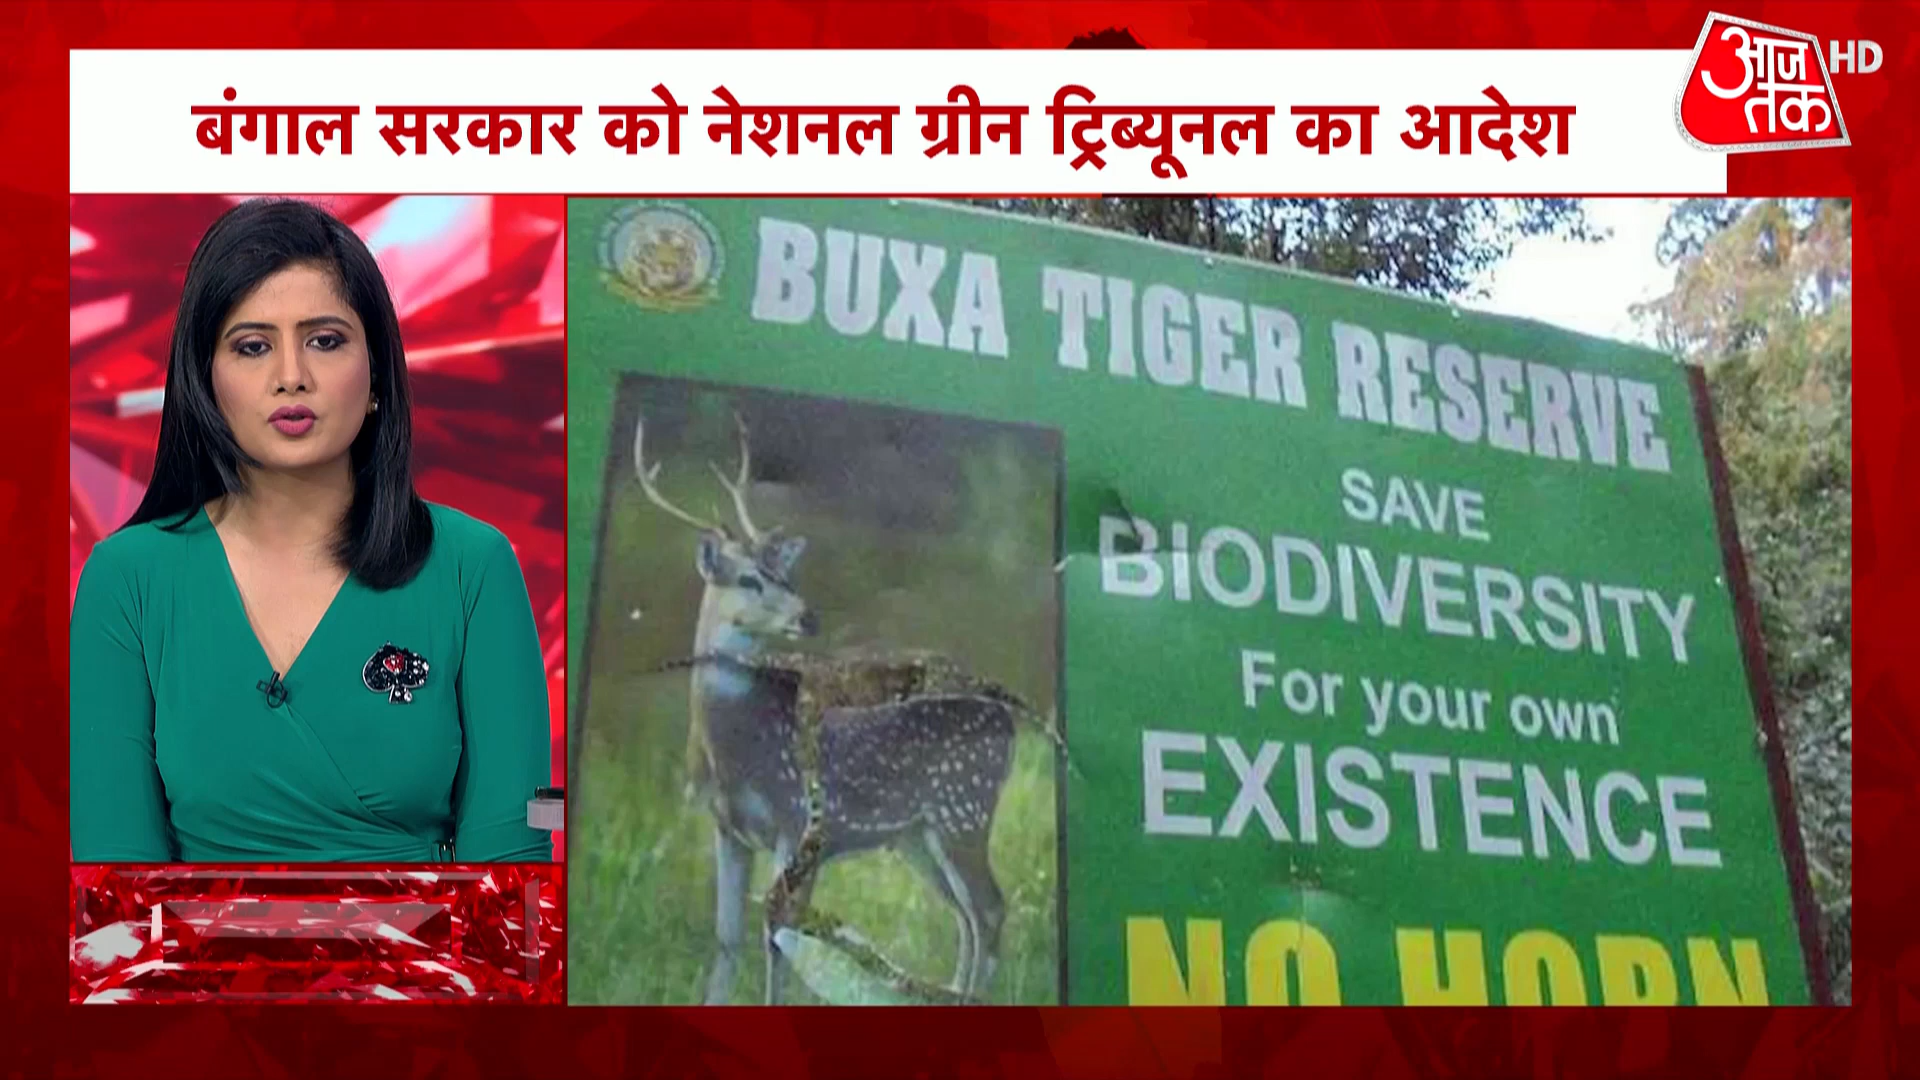 बंगाल सरकार को नेशनल ग्रीन ट्रिब्यूनल का आदेश
आज
तक
HD
BUXA TIGER RESERVE
SAVE
BIODIVERSITY
For your own
EXISTENCE
NO HORN